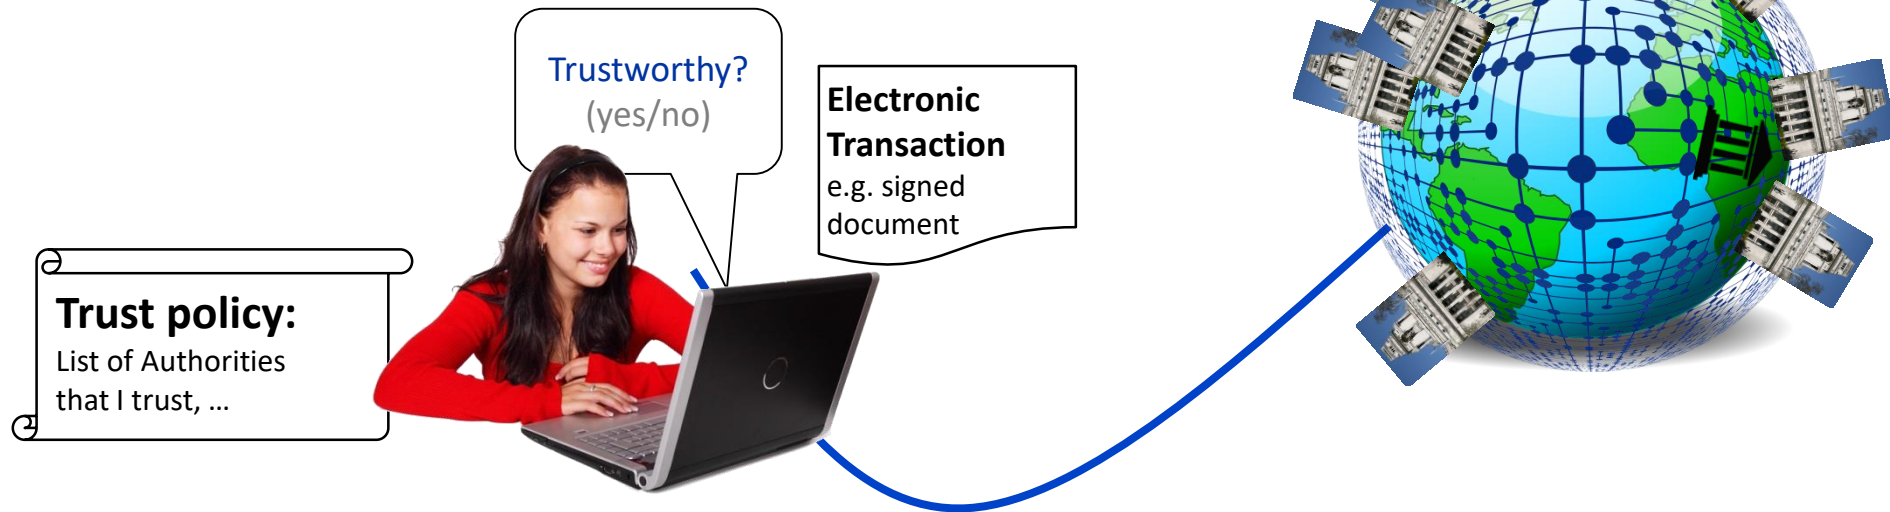 Trustworthy?
(yes/no)
Electronic
Transaction
e.g. signed
document
Trust policy:
List of Authorities
that I trust, ...